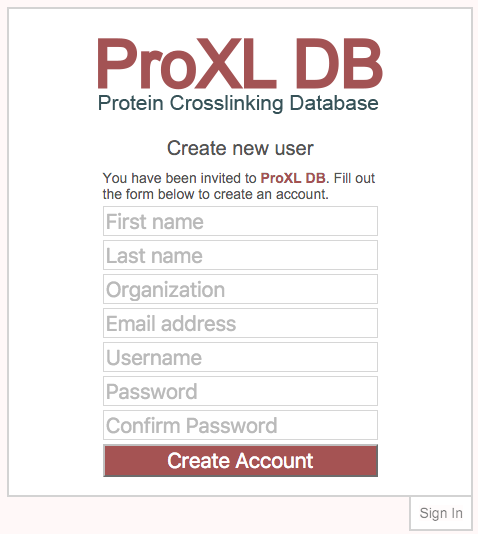 ProXL DB
Protein Crosslinking Database
Create new user
You have been invited to ProXL DB. Fill out
the form below to create an account.
First name
Last name
Organization
Email address
Username
Password
Confirm Password
Create Account
Sign In